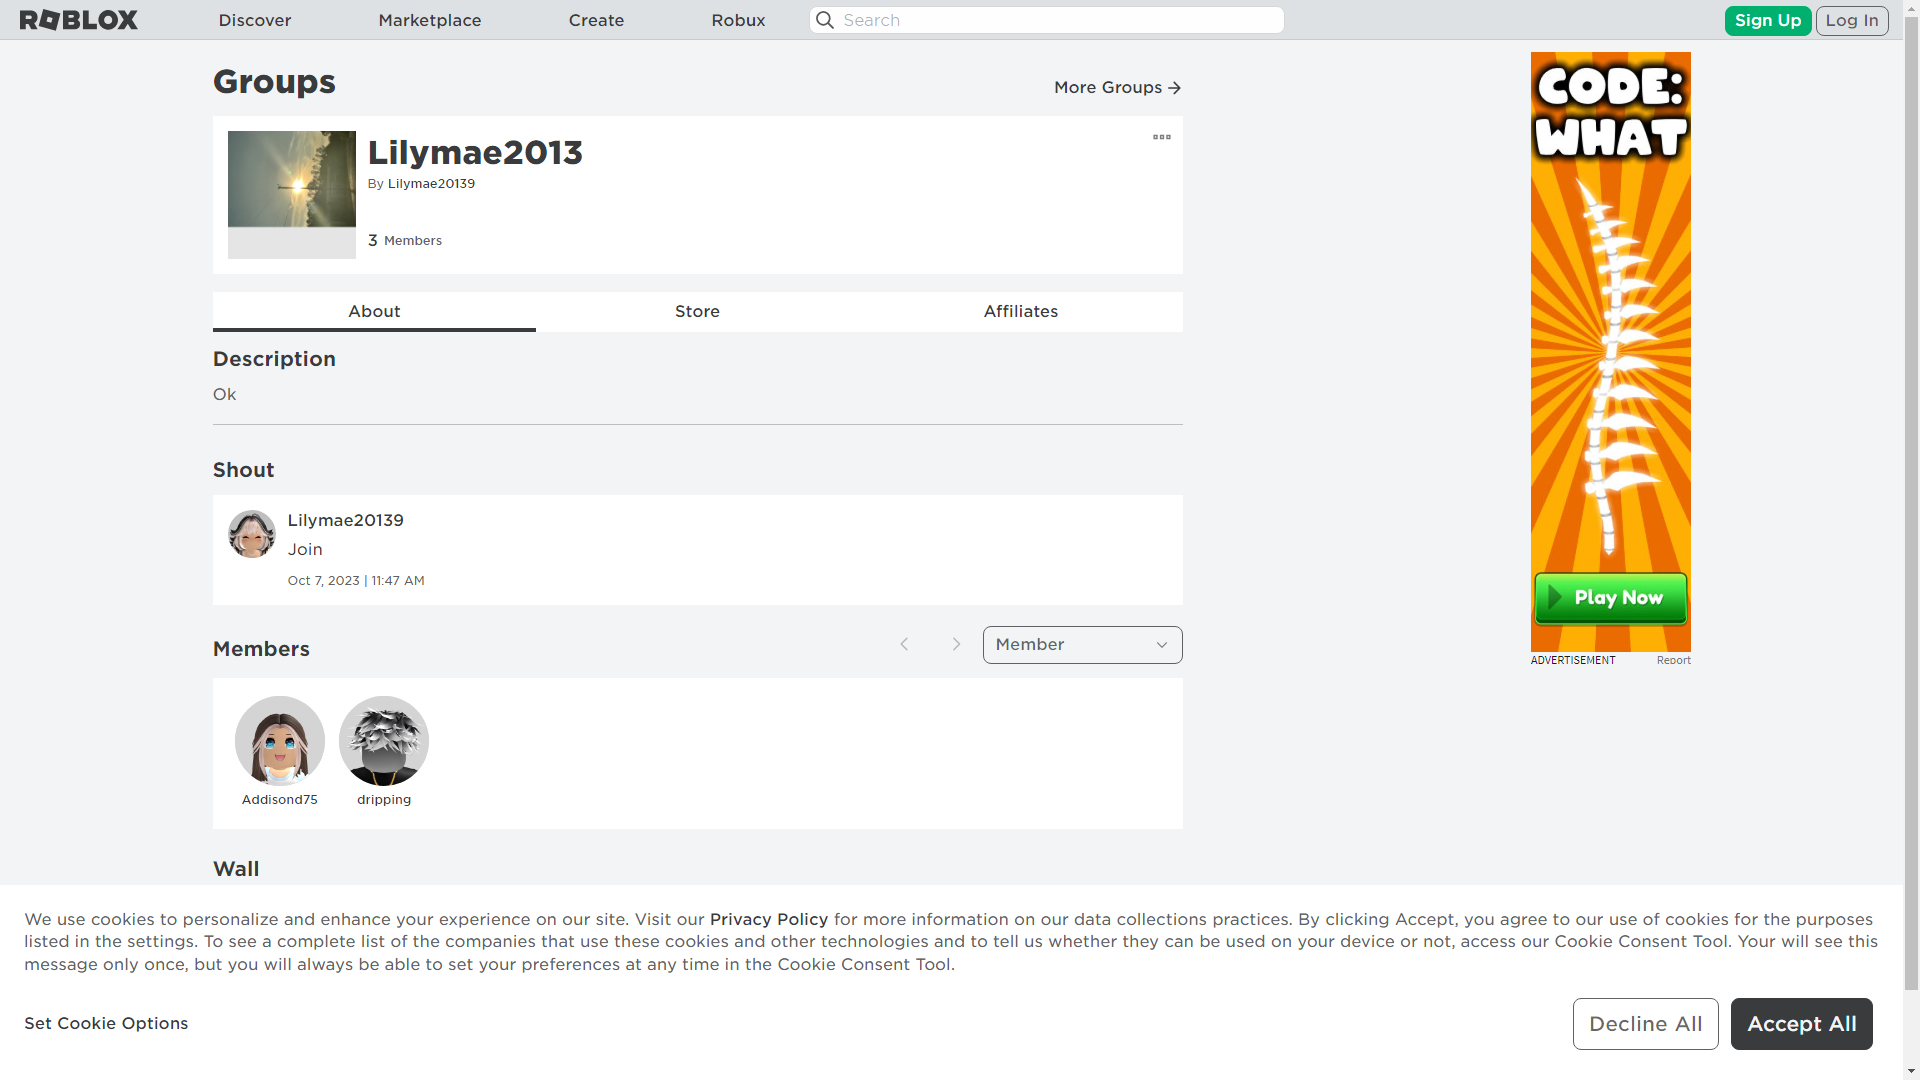 ROBLOX
Discover
Marketplace
Create
Robux
Search
Sign Up
Log In
Groups
More Groups
Lilymae2013
By Lilymae20139
3 Members
About
Store
Affiliates
Description
Ok
Shout
Lilymae20139
Join
Oct 7, 2023 | 11:47 AM
Members
Member
Addisond75
dripping
Wall
CODE:
WHAT
Play Now
ADVERTISEMENT
Report
We use cookies to personalize and enhance your experience on our site. Visit our Privacy Policy for more information on our data collections practices. By clicking Accept, you agree to our use of cookies for the purposes
listed in the settings. To see a complete list of the companies that use these cookies and other technologies and to tell us whether they can be used on your device or not, access our Cookie Consent Tool. Your will see this
message only once, but you will always be able to set your preferences at any time in the Cookie Consent Tool.
Set Cookie Options
Decline All
Accept All